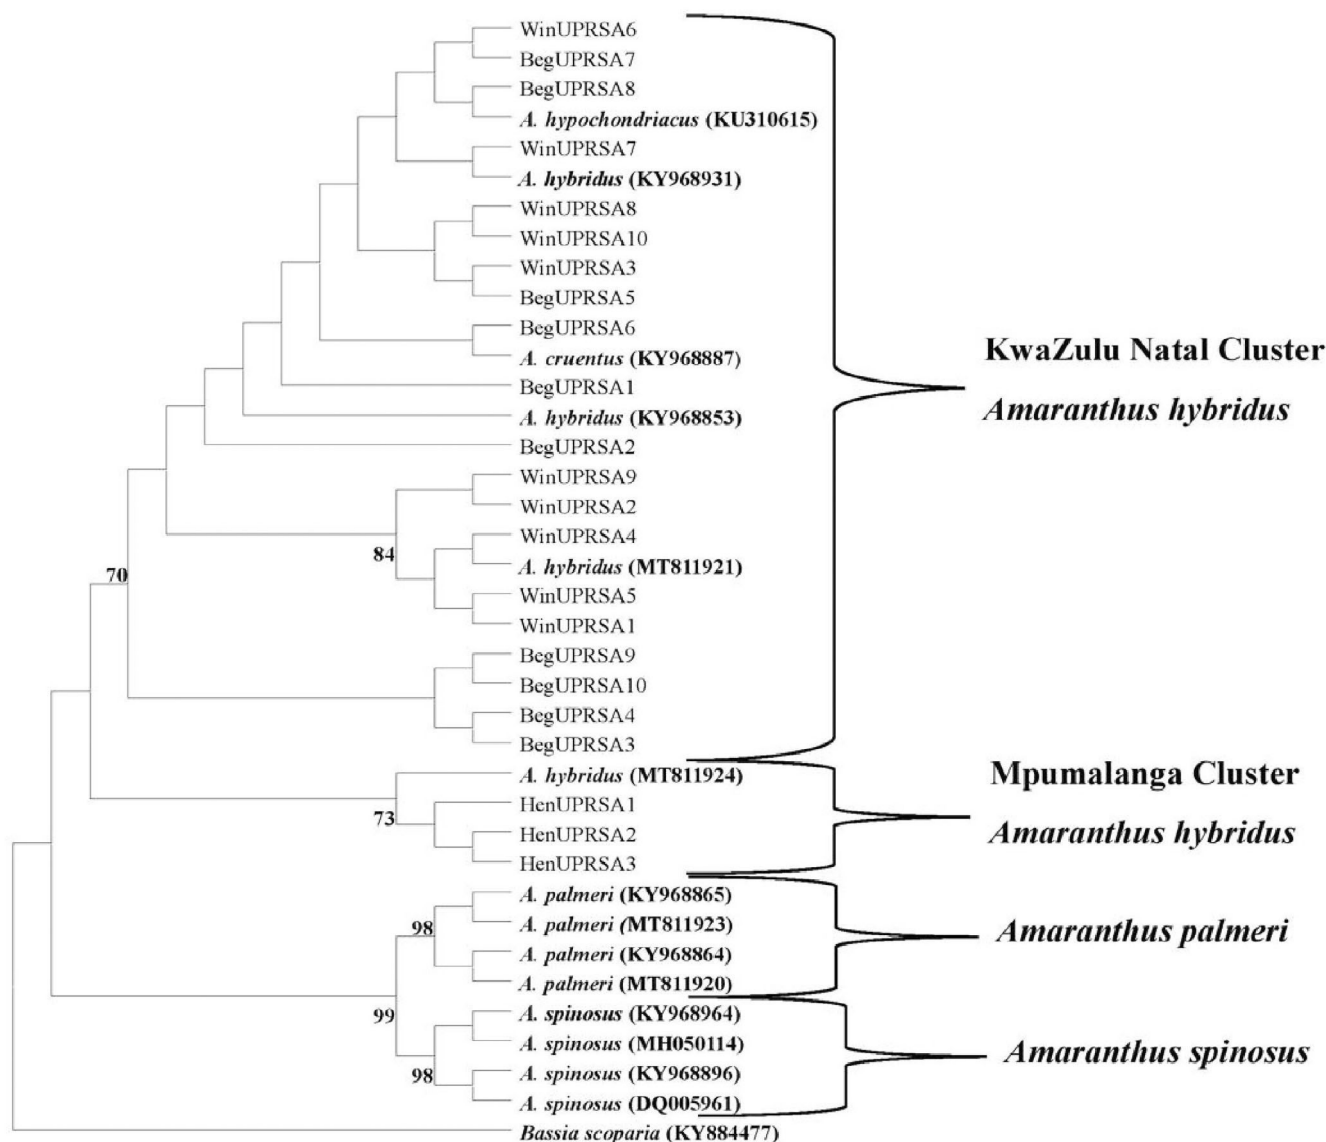 WinUPRSA6
BegUPRSA7
BegUPRSA8
A. hypochondriacus (KU310615)
WinUPRSA7
A. hybridus (KY968931)
WinUPRSA8
WinUPRSA10
WinUPRSA3
BegUPRSA5
BegUPRSA6
A. cruentus (KY968887)
BegUPRSA1
A. hybridus (KY968853)
BegUPRSA2
WinUPRSA9
WinUPRSA2
WinUPRSA4
A. hybridus (MT811921)
WinUPRSA5
WinUPRSA1
BegUPRSA9
BegUPRSA10
BegUPRSA4
BegUPRSA3
A. hybridus (MT811924)
HenUPRSA1
HenUPRSA2
HenUPRSA3
A. palmeri (KY968865)
A. palmeri (MT811923)
A. palmeri (KY968864)
A. palmeri (MT811920)
A. spinosus (KY968964)
A. spinosus (MH050114)
A. spinosus (KY968896)
A. spinosus (DQ005961)
Bassia scoparia (KY884477)
70
84
73
98
99
98
KwaZulu Natal Cluster
Amaranthus hybridus
Mpumalanga Cluster
Amaranthus hybridus
Amaranthus palmeri
Amaranthus spinosus